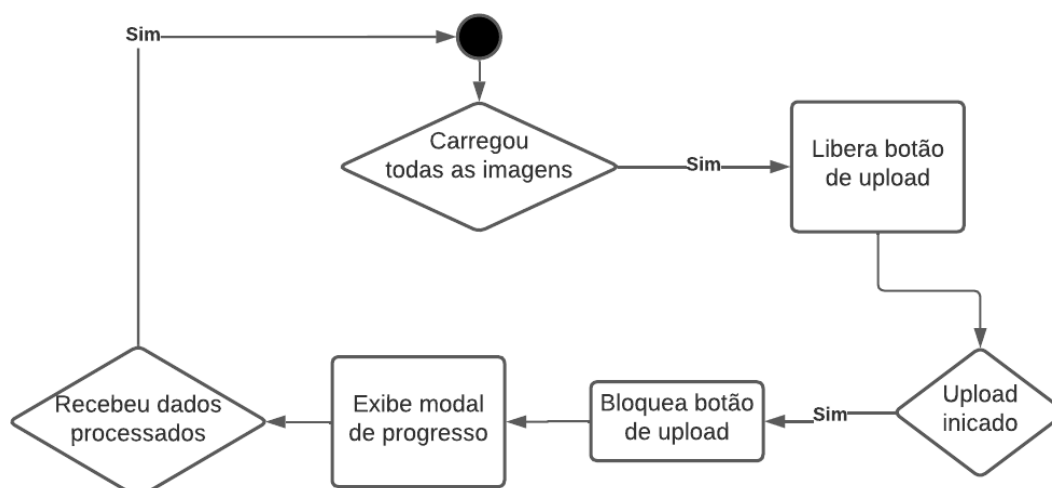 Sim
Carregou
todas as imagens
Sim
Libera botão
de upload
Upload
inicado
Sim
Bloquea botão
de upload
Exibe modal
de progresso
Recebeu dados
processados